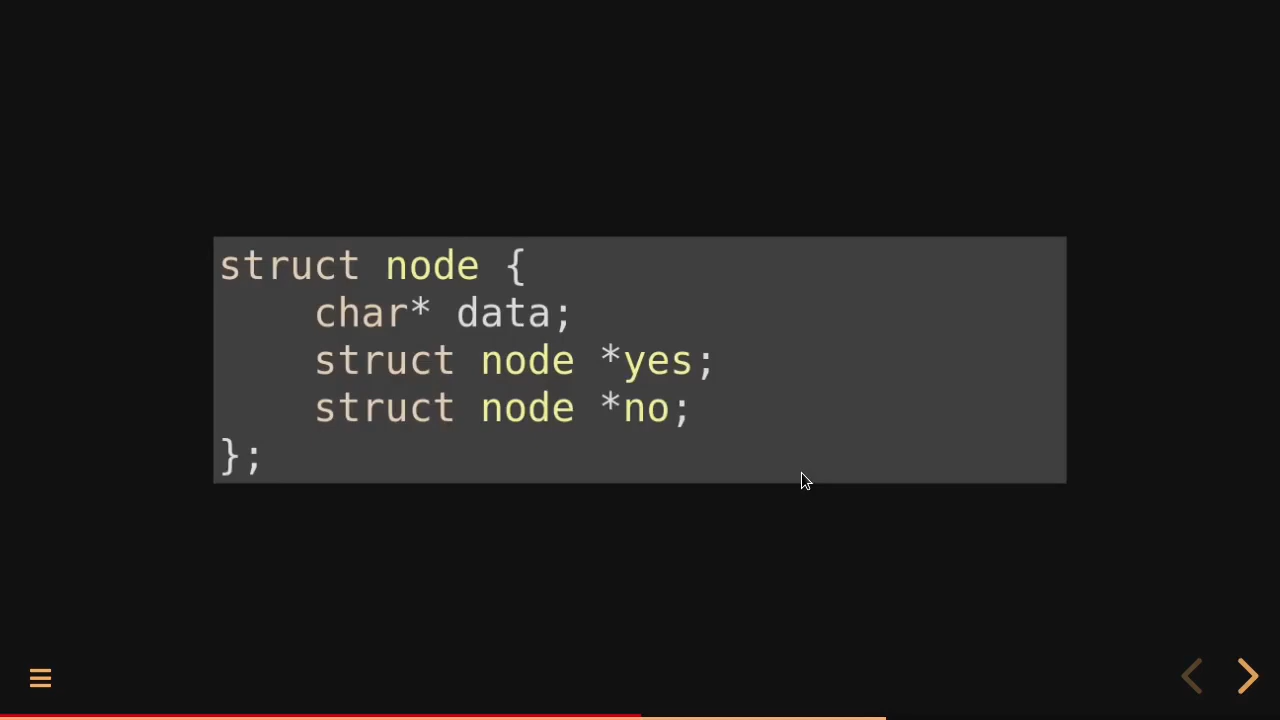 struct node {
    char* data;
    struct node *yes;
    struct node *no;
};